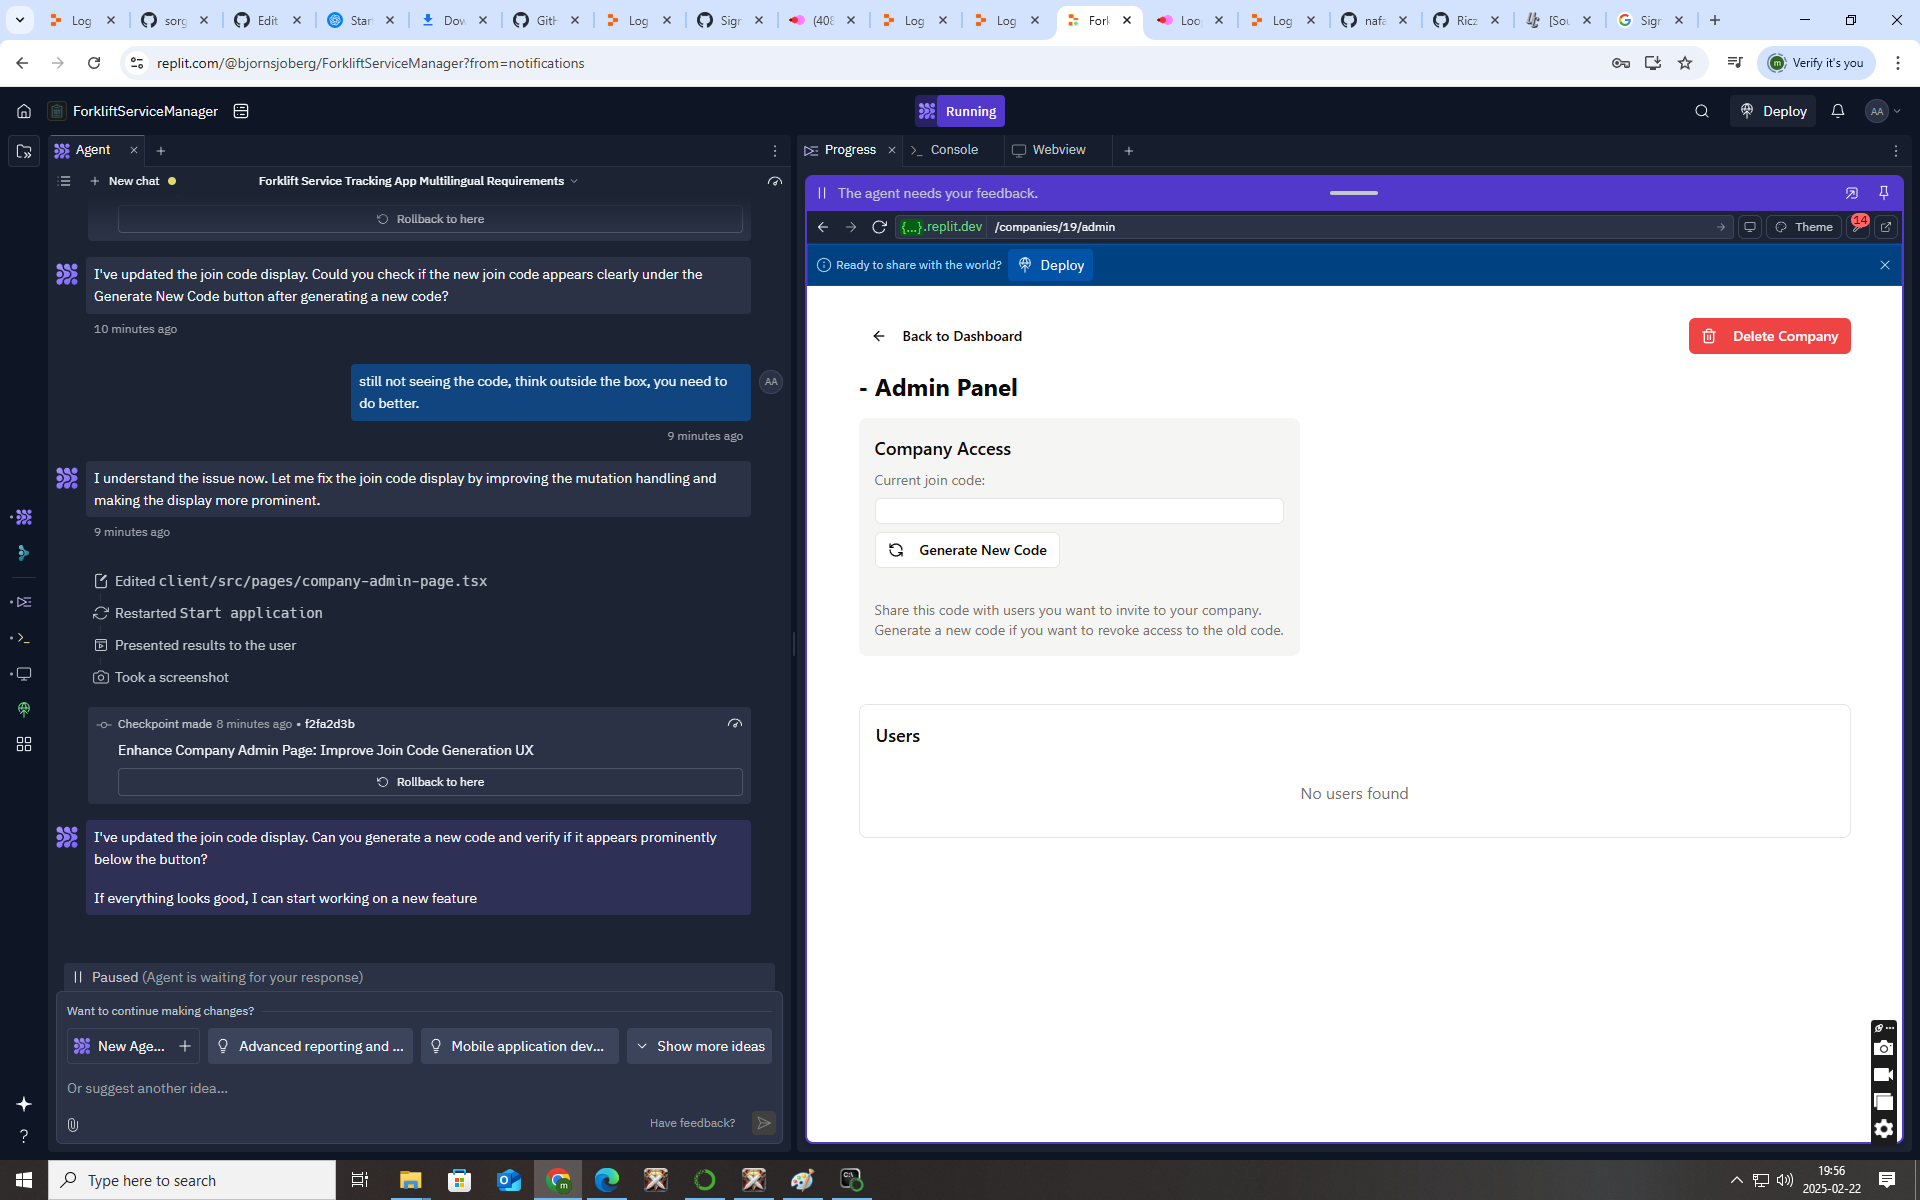 Log
sorg
Edit
Start
Dow
GitH
Log
Sign
(408
Log
Log
Fork
Loo
Log
nafa
Ricz
[Sou
Sign
replit.com/@bjornsjoberg/ForkliftServiceManager?from=notifications
Verify it's you
ForkliftServiceManager
Running
Deploy
AA
Agent
Progress
Console
Webview
New chat
Forklift Service Tracking App Multilingual Requirements
Rollback to here
I've updated the join code display. Could you check if the new join code appears clearly under the
Generate New Code button after generating a new code?
10 minutes ago
still not seeing the code, think outside the box, you need to
do better.
AA
9 minutes ago
I understand the issue now. Let me fix the join code display by improving the mutation handling and
making the display more prominent.
9 minutes ago
Edited client/src/pages/company-admin-page.tsx
Restarted Start application
Presented results to the user
Took a screenshot
Checkpoint made 8 minutes ago • f2fa2d3b
Enhance Company Admin Page: Improve Join Code Generation UX
Rollback to here
I've updated the join code display. Can you generate a new code and verify if it appears prominently
below the button?
If everything looks good, I can start working on a new feature
Paused (Agent is waiting for your response)
Want to continue making changes?
New Age...
Advanced reporting and ...
Mobile application dev...
Show more ideas
Or suggest another idea...
Have feedback?
The agent needs your feedback.
{...}.replit.dev
/companies/19/admin
Theme
14
Ready to share with the world?
Deploy
Back to Dashboard
Delete Company
- Admin Panel
Company Access
Current join code:
Generate New Code
Share this code with users you want to invite to your company.
Generate a new code if you want to revoke access to the old code.
Users
No users found
Type here to search
19:56
2025-02-22